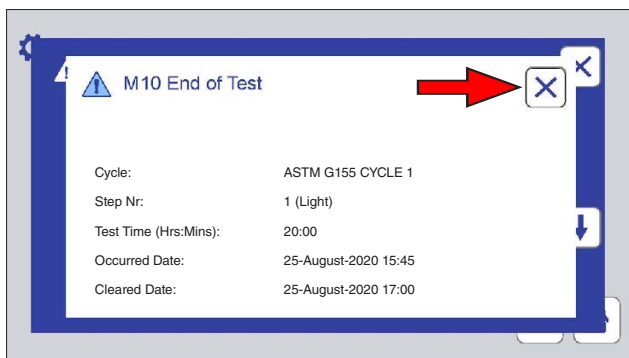 M10 End of Test
Cycle: ASTM G155 CYCLE 1
Step Nr: 1 (Light)
Test Time (Hrs:Mins): 20:00
Occurred Date: 25-August-2020 15:45
Cleared Date: 25-August-2020 17:00